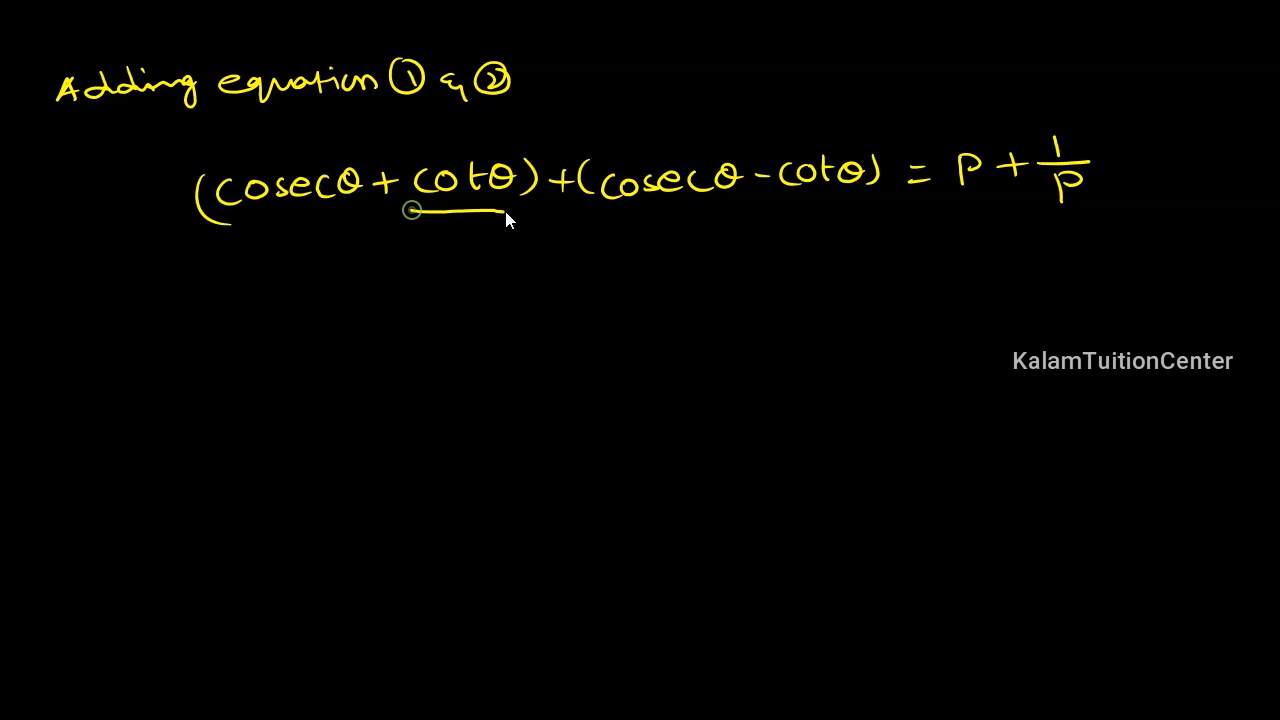 Adding equation ① & ②
(cosecθ + cotθ) + (cosecθ - cotθ) = P + 1/P
KalamTuitionCenter